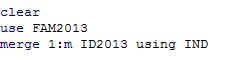 clear
use FAM2013
merge 1:m ID2013 using IND